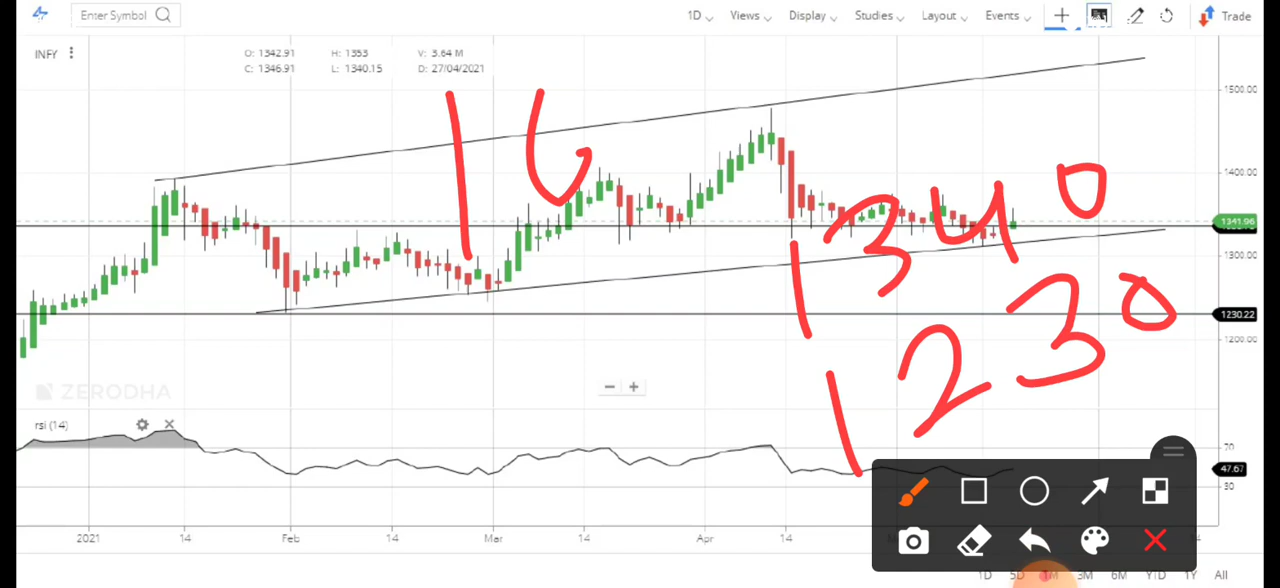 Enter Symbol 1D Views Display Studies Layout Events Trade
INFY O: 1342.91 H: 1353 V: 3.64 M
C: 1346.91 L: 1340.15 D: 27/04/2021
1500.00
16
1400.00
1340
1341.96
1300.00
1230
1230.22
1200.00
ZERODHA
rsi (14)
70
47.67
30
2021 14 Feb 14 Mar 14 Apr 14
1D 5D 1M 3M 6M YTD 1Y All